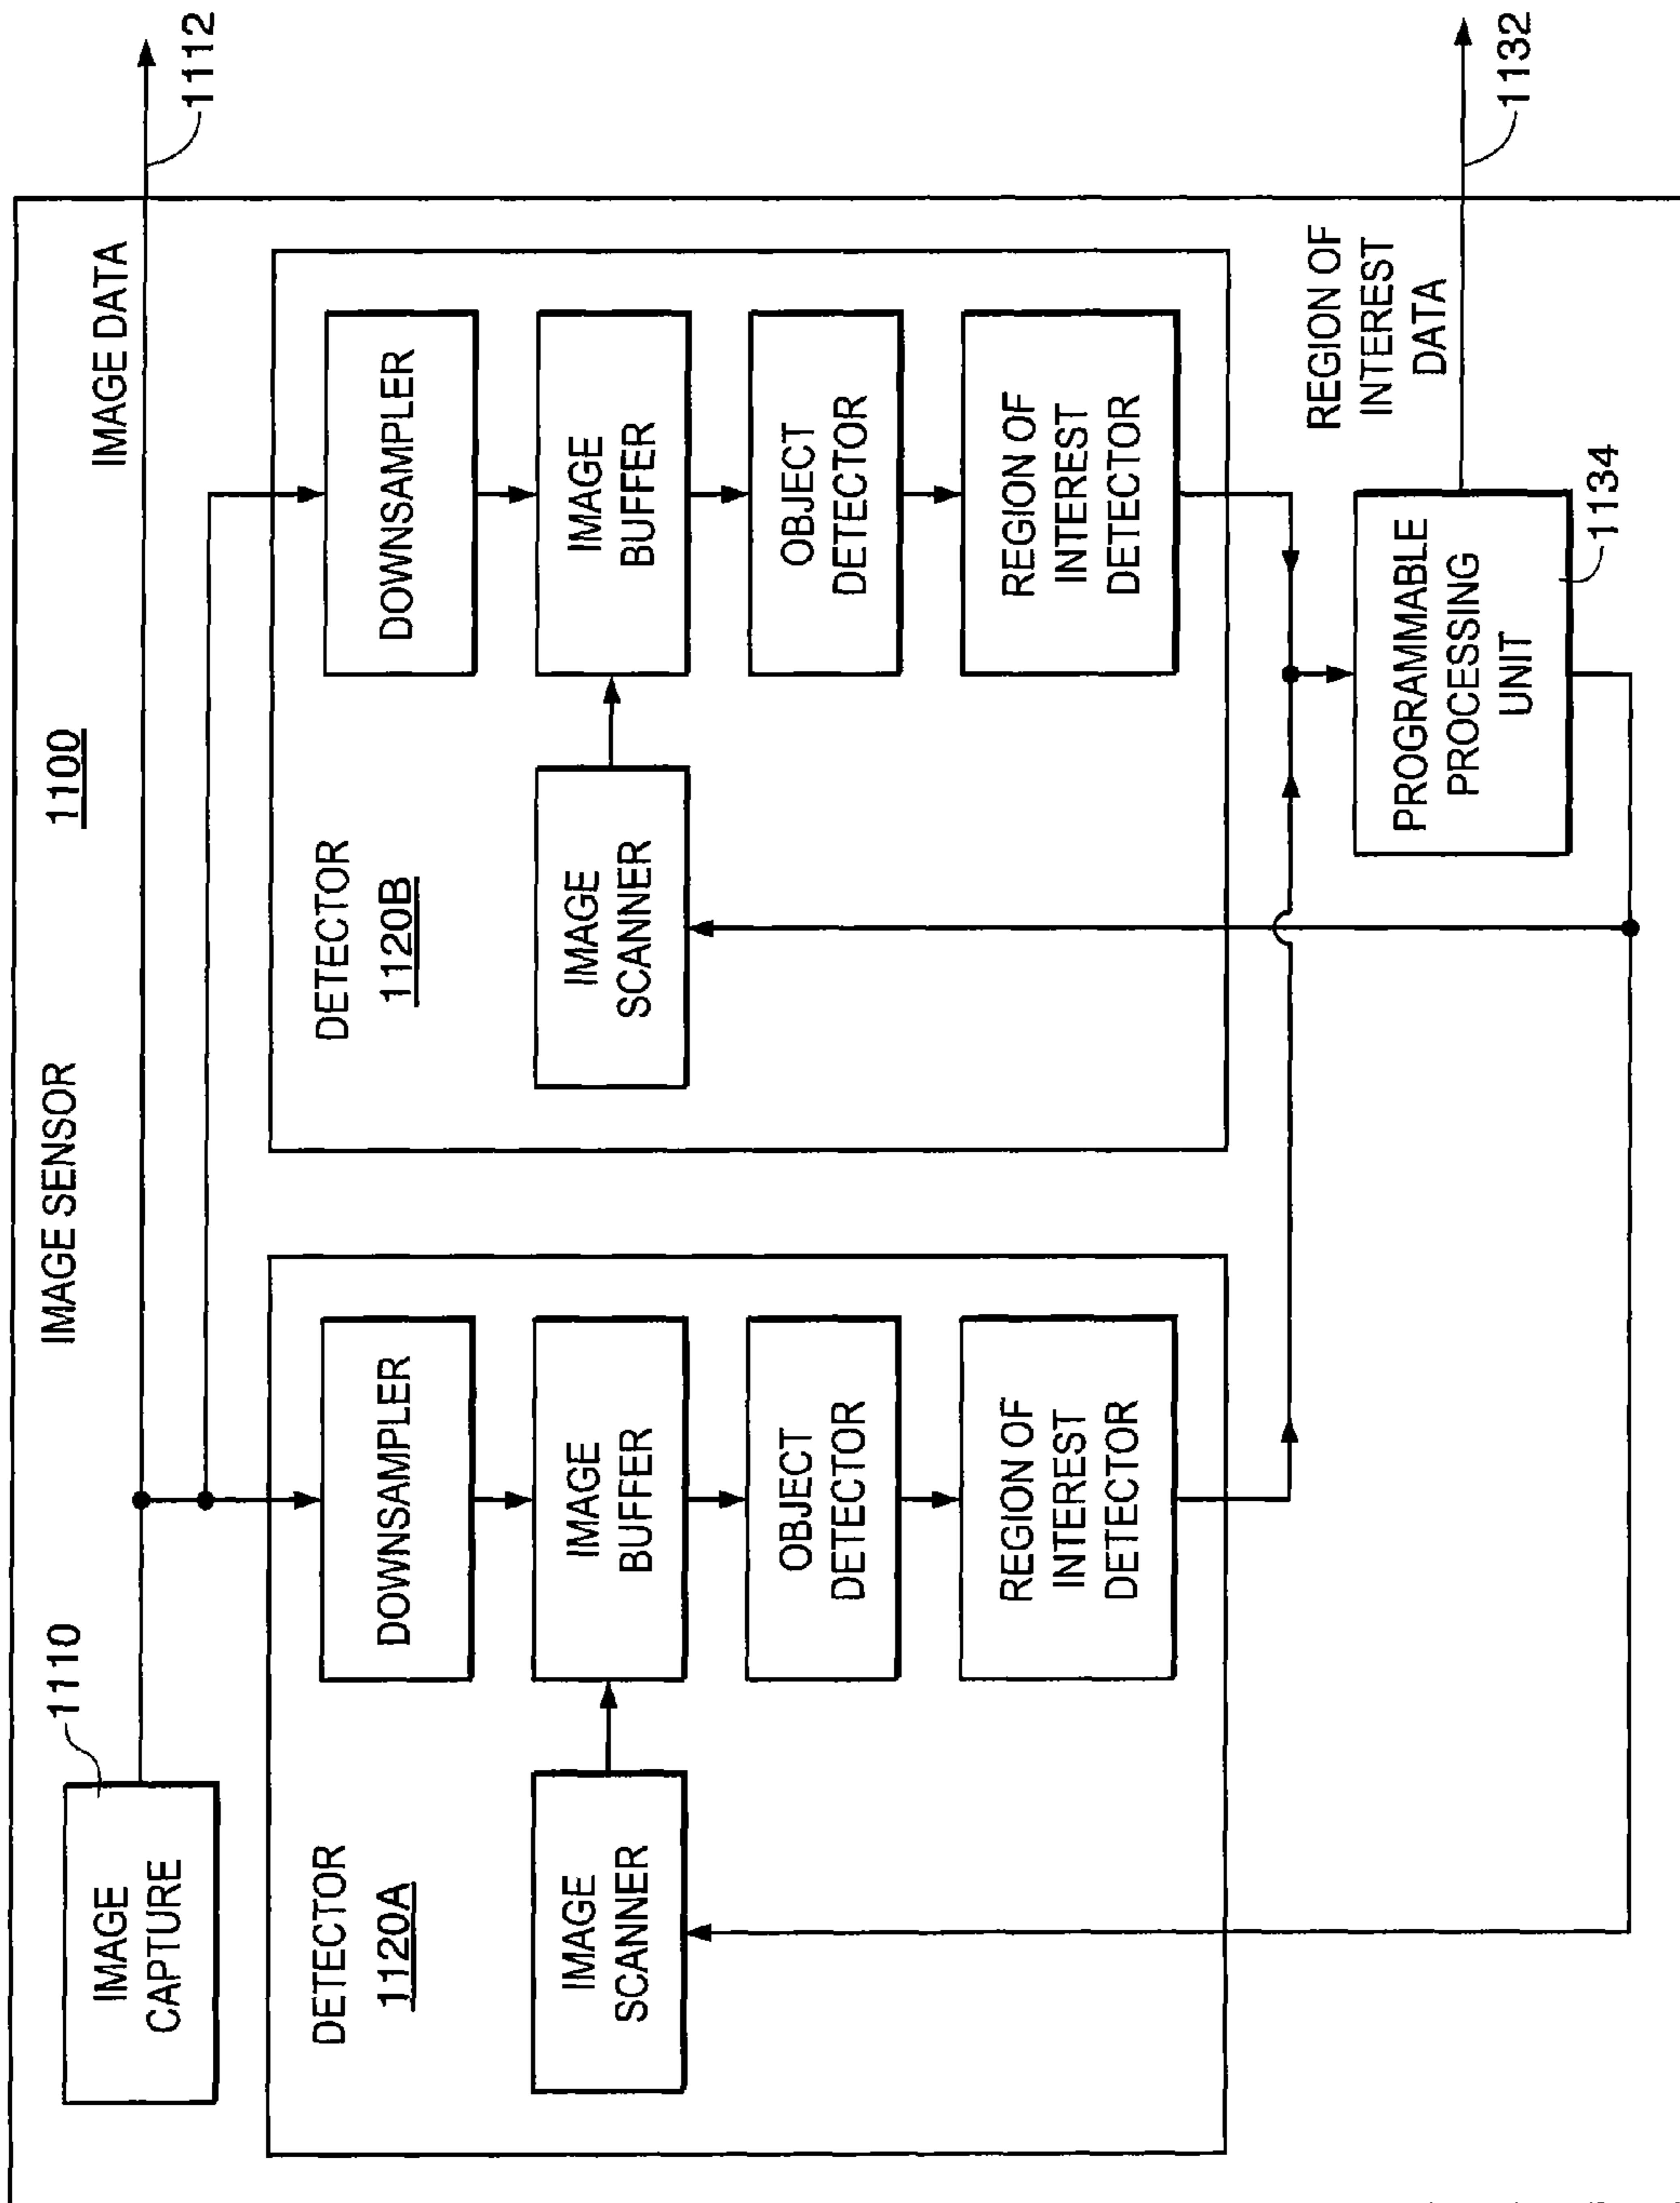 IMAGE SENSOR
1100
1110
IMAGE
CAPTURE
IMAGE DATA
1112
DETECTOR
1120A
DOWNSAMPLER
IMAGE
SCANNER
IMAGE
BUFFER
OBJECT
DETECTOR
REGION OF
INTEREST
DETECTOR
DETECTOR
1120B
DOWNSAMPLER
IMAGE
SCANNER
IMAGE
BUFFER
OBJECT
DETECTOR
REGION OF
INTEREST
DETECTOR
REGION OF
INTEREST
DATA
1132
PROGRAMMABLE
PROCESSING
UNIT
1134